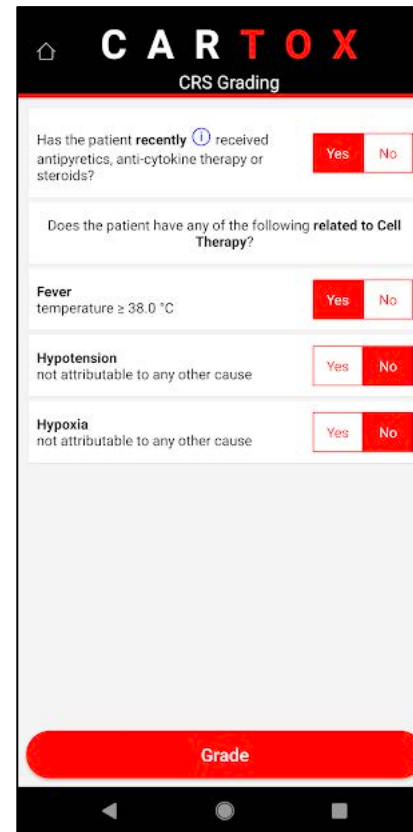 CARTOX
CRS Grading
Has the patient recently ⓘ received
antipyretics, anti-cytokine therapy or
steroids?
Yes No
Does the patient have any of the following related to Cell
Therapy?
Fever
temperature ≥ 38.0 °C
Yes No
Hypotension
not attributable to any other cause
Yes No
Hypoxia
not attributable to any other cause
Yes No
Grade